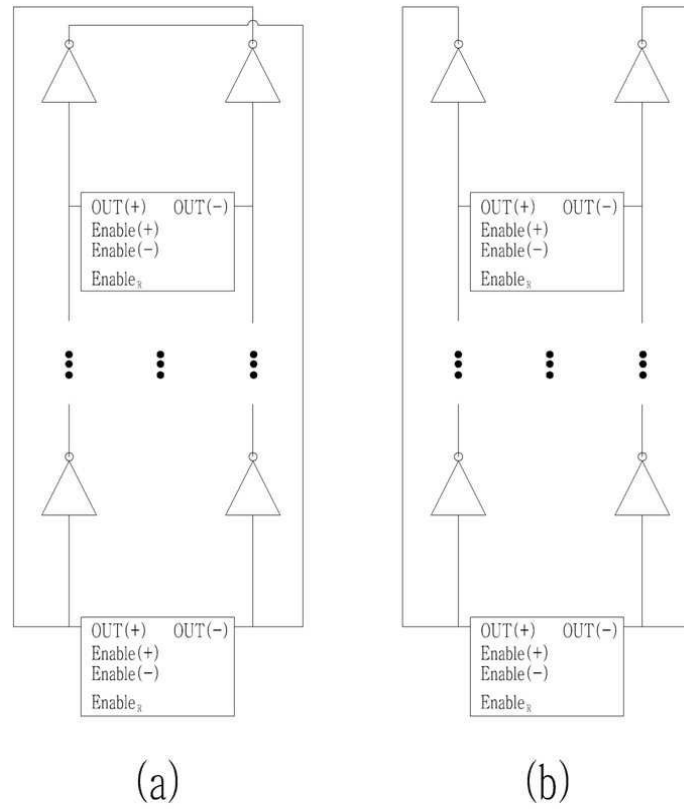 OUT(+) OUT(-)
Enable(+)
Enable(-)
Enable_R
OUT(+) OUT(-)
Enable(+)
Enable(-)
Enable_R
(a)
OUT(+) OUT(-)
Enable(+)
Enable(-)
Enable_R
OUT(+) OUT(-)
Enable(+)
Enable(-)
Enable_R
(b)